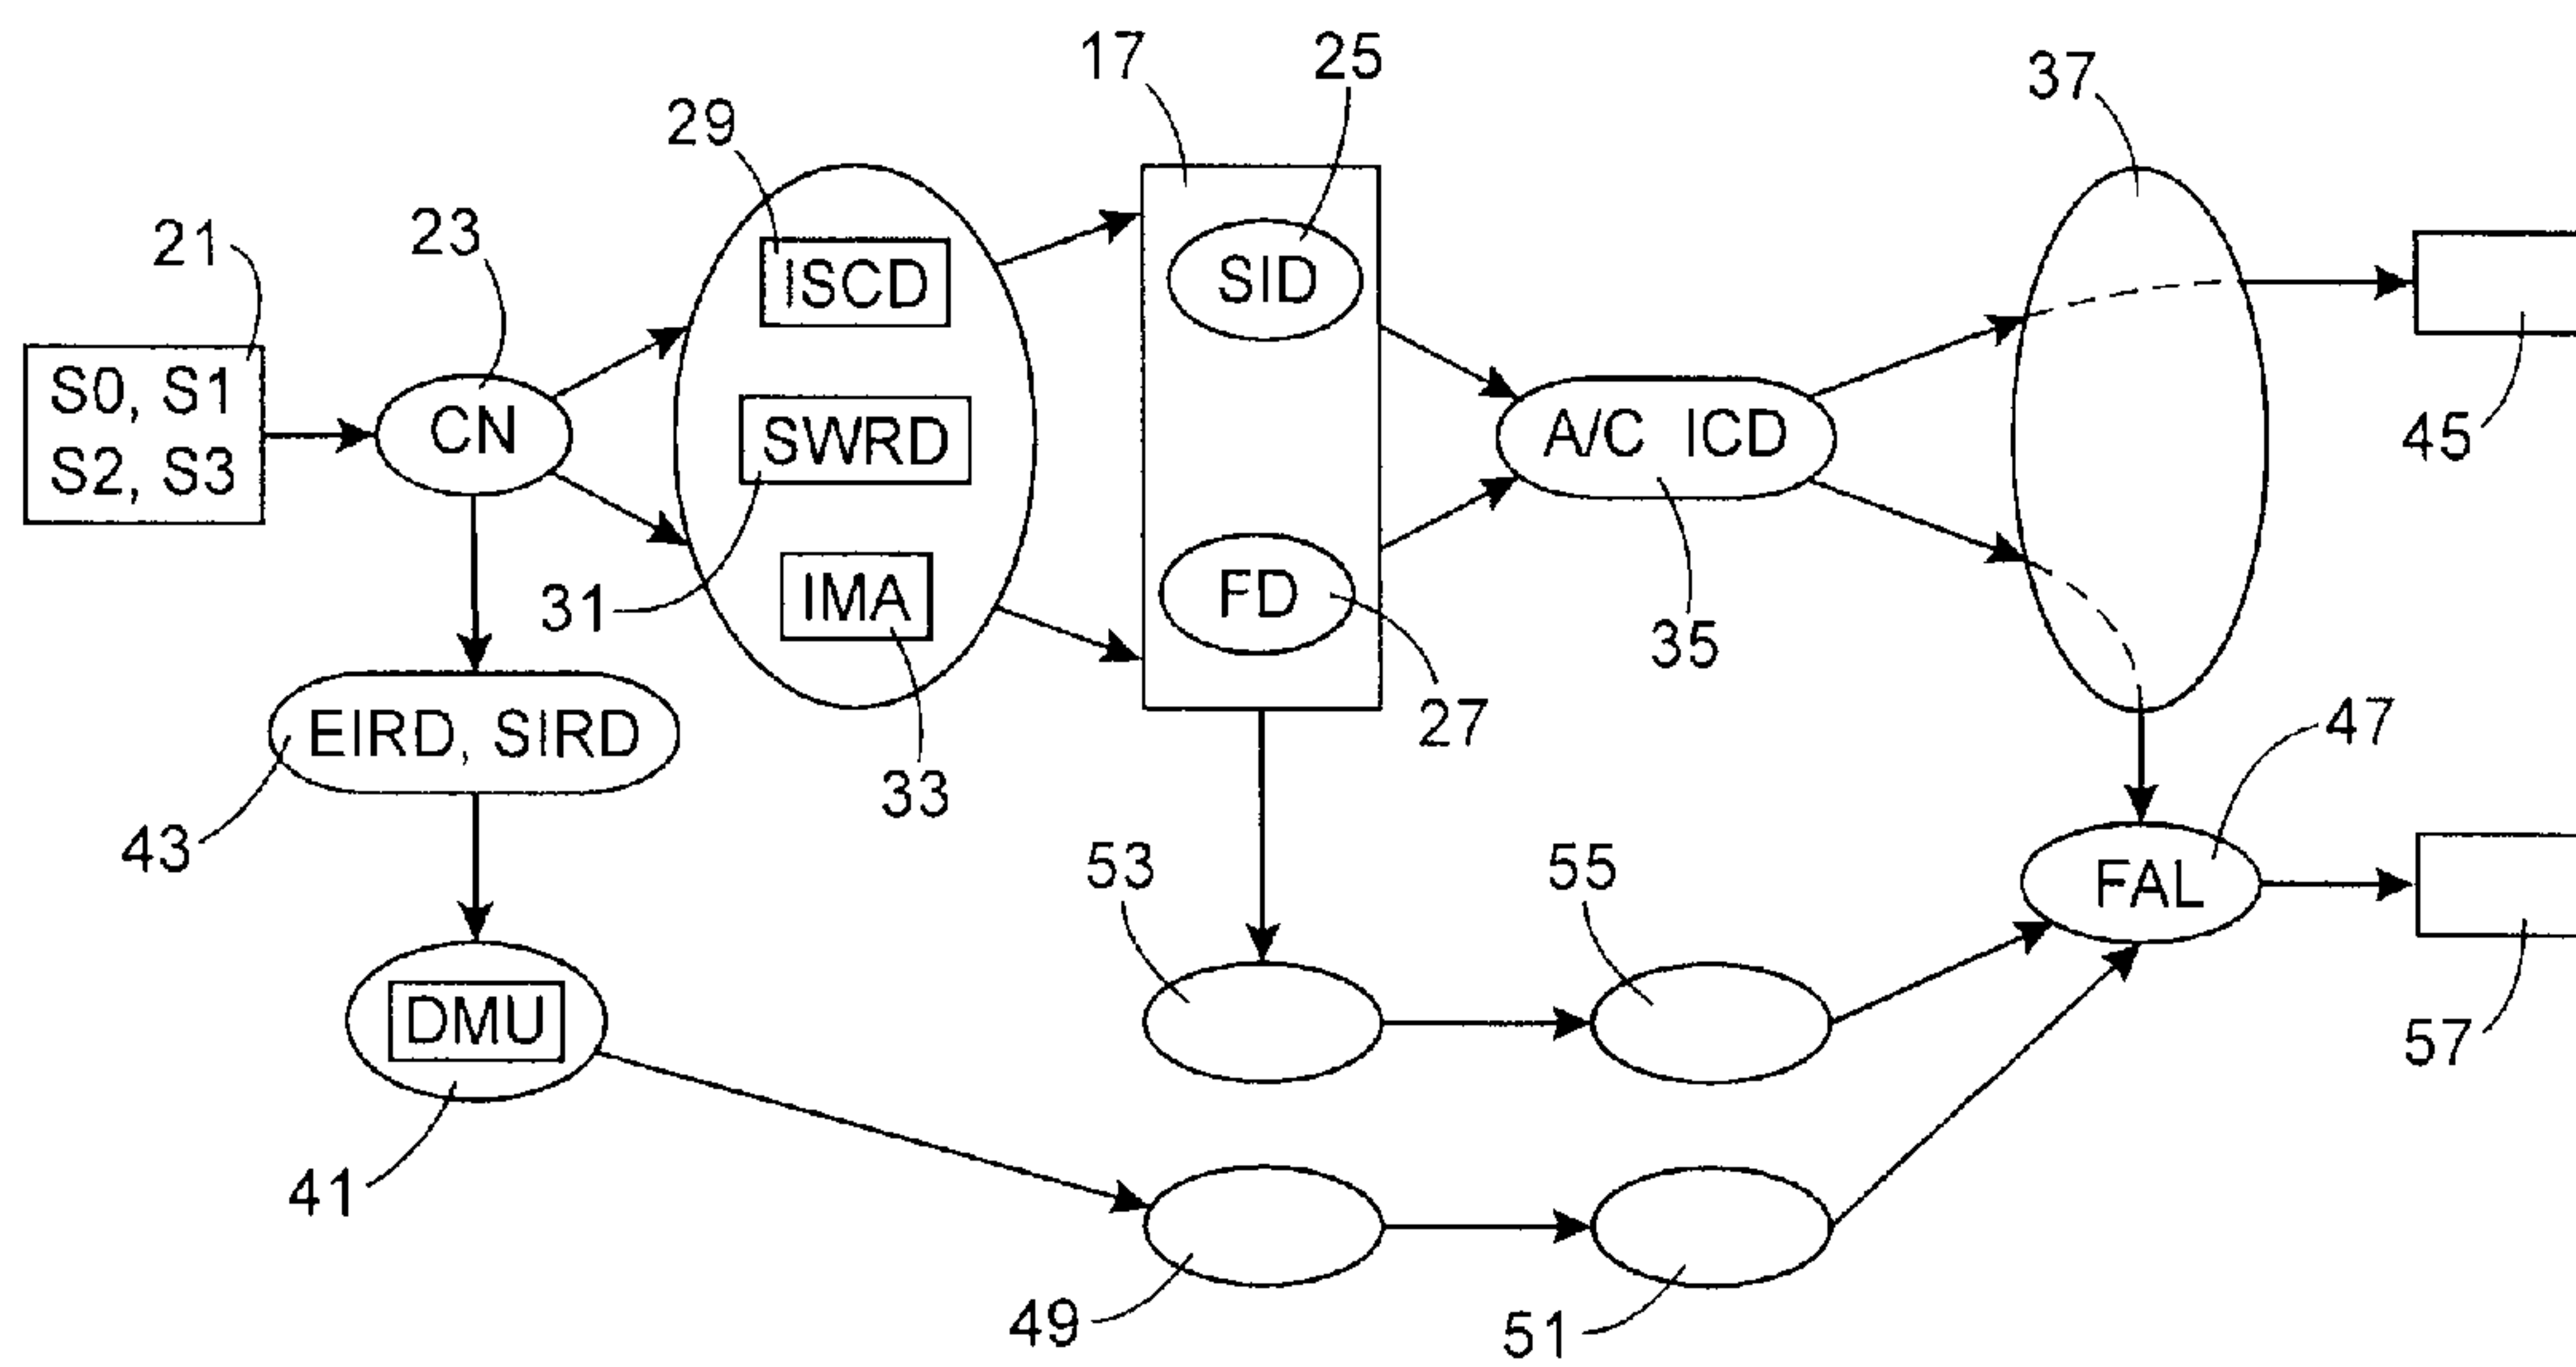 17
25
37
29
21
23
ISCD
SID
S0, S1
S2, S3
CN
SWRD
A/C ICD
45
31
IMA
FD
35
EIRD, SIRD
33
27
47
43
53
55
FAL
DMU
57
41
49
51